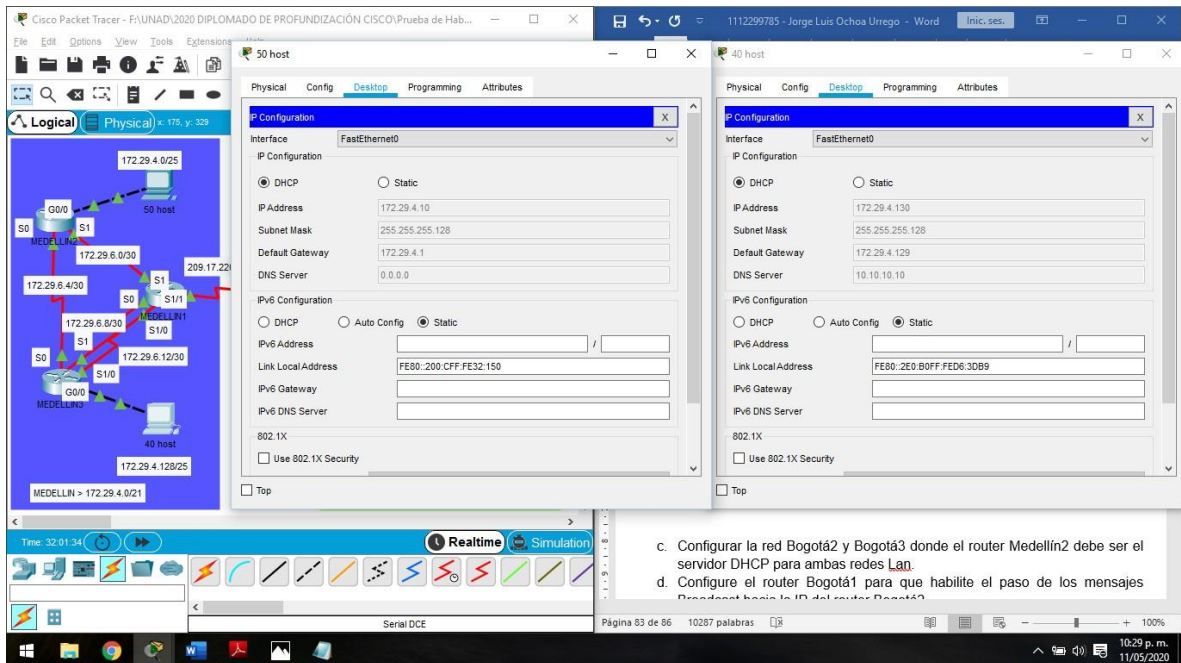 Cisco Packet Tracer - F:\UNAD\2020 DIPLOMADO DE PROFUNDIZACIÓN CISCO\Prueba de Hab...
File Edit Options View Tools Extensions
Logical Physical x: 175, y: 329
172.29.4.0/25
50 host
G0/0
S0
S1
MEDELLIN2
172.29.6.0/30
209.17.220
172.29.6.4/30
S1
S0
S1/1
MEDELLIN1
172.29.6.8/30
S1/0
S1
S0
172.29.6.12/30
S1/0
G0/0
MEDELLIN3
40 host
172.29.4.128/25
MEDELLIN > 172.29.4.0/21
Time: 32:01:34
Realtime
Simulation
Serial DCE
50 host
Physical Config Desktop Programming Attributes
IP Configuration X
Interface FastEthernet0
IP Configuration
DHCP Static
IP Address 172.29.4.10
Subnet Mask 255.255.255.128
Default Gateway 172.29.4.1
DNS Server 0.0.0.0
IPv6 Configuration
DHCP Auto Config Static
IPv6 Address /
Link Local Address FE80::200:CFF:FE32:150
IPv6 Gateway
IPv6 DNS Server
802.1X
Use 802.1X Security
Top
1112299785 - Jorge Luis Ochoa Urrego - Word Inic. ses.
40 host
Physical Config Desktop Programming Attributes
IP Configuration X
Interface FastEthernet0
IP Configuration
DHCP Static
IP Address 172.29.4.130
Subnet Mask 255.255.255.128
Default Gateway 172.29.4.129
DNS Server 10.10.10.10
IPv6 Configuration
DHCP Auto Config Static
IPv6 Address /
Link Local Address FE80::2E0:B0FF:FED6:3DB9
IPv6 Gateway
IPv6 DNS Server
802.1X
Use 802.1X Security
Top
c. Configurar la red Bogotá2 y Bogotá3 donde el router Medellín2 debe ser el
servidor DHCP para ambas redes Lan.
d. Configure el router Bogotá1 para que habilite el paso de los mensajes
Broadcast hacia la IP del router Bogotá2
Página 83 de 86 10287 palabras 100%
10:29 p. m.
11/05/2020